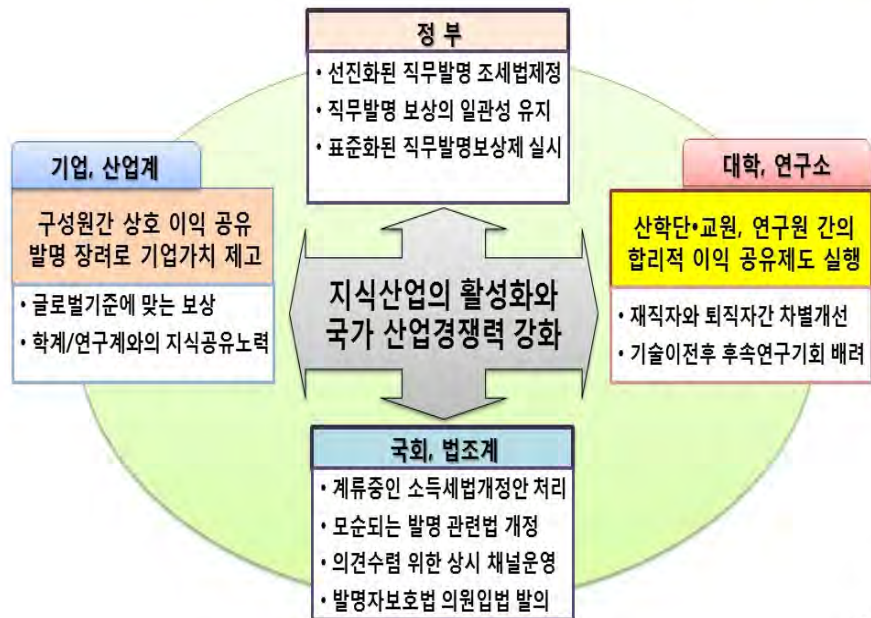 정 부
• 선진화된 직무발명 조세법제정
• 직무발명 보상의 일관성 유지
• 표준화된 직무발명보상제 실시
기업, 산업계
구성원간 상호 이익 공유
발명 장려로 기업가치 제고
• 글로벌기준에 맞는 보상
• 학계/연구계와의 지식공유노력
지식산업의 활성화와
국가 산업경쟁력 강화
대학, 연구소
산학단•교원, 연구원 간의
합리적 이익 공유제도 실행
• 재직자와 퇴직자간 차별개선
• 기술이전후 후속연구기회 배려
국회, 법조계
• 계류중인 소득세법개정안 처리
• 모순되는 발명 관련법 개정
• 의견수렴 위한 상시 채널운영
• 발명자보호법 의원입법 발의